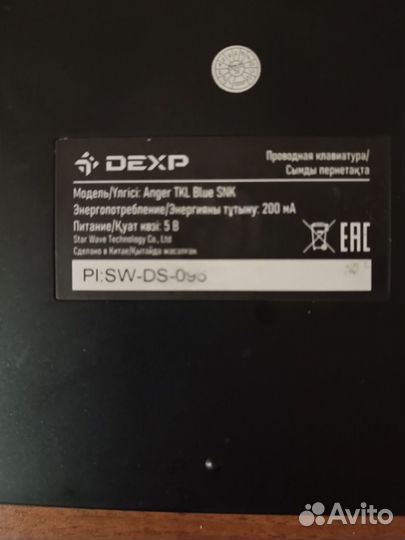 DEXP
Проводная клавиатура/
Сымды пернетақта
Модель/Үлгісі: Anger TKL Blue SNK
Энергопотребление/Энергияны тұтыну: 200 мА
Питание/Қуат көзі: 5 В
Star Wave Technology Co., Ltd
Сделано в Китае/Қытайда жасалған
EAC
PI:SW-DS-095
Avito